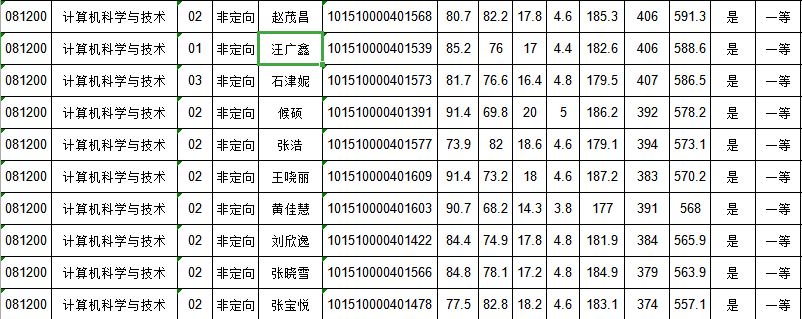 081200 计算机科学与技术 02 非定向 赵茂昌 101510000401568 80.7 82.2 17.8 4.6 185.3 406 591.3 是 一等
081200 计算机科学与技术 01 非定向 汪广鑫 101510000401539 85.2 76 17 4.4 182.6 406 588.6 是 一等
081200 计算机科学与技术 03 非定向 石津妮 101510000401573 81.7 76.6 16.4 4.8 179.5 407 586.5 是 一等
081200 计算机科学与技术 02 非定向 候硕 101510000401391 91.4 69.8 20 5 186.2 392 578.2 是 一等
081200 计算机科学与技术 02 非定向 张浩 101510000401577 73.9 82 18.6 4.6 179.1 394 573.1 是 一等
081200 计算机科学与技术 02 非定向 王晓丽 101510000401609 91.4 73.2 18 4.6 187.2 383 570.2 是 一等
081200 计算机科学与技术 02 非定向 黄佳慧 101510000401603 90.7 68.2 14.3 3.8 177 391 568 是 一等
081200 计算机科学与技术 02 非定向 刘欣逸 101510000401422 84.4 74.9 17.8 4.8 181.9 384 565.9 是 一等
081200 计算机科学与技术 02 非定向 张晓雪 101510000401566 84.8 78.1 17.2 4.8 184.9 379 563.9 是 一等
081200 计算机科学与技术 02 非定向 张宝悦 101510000401478 77.5 82.8 18.2 4.6 183.1 374 557.1 是 一等